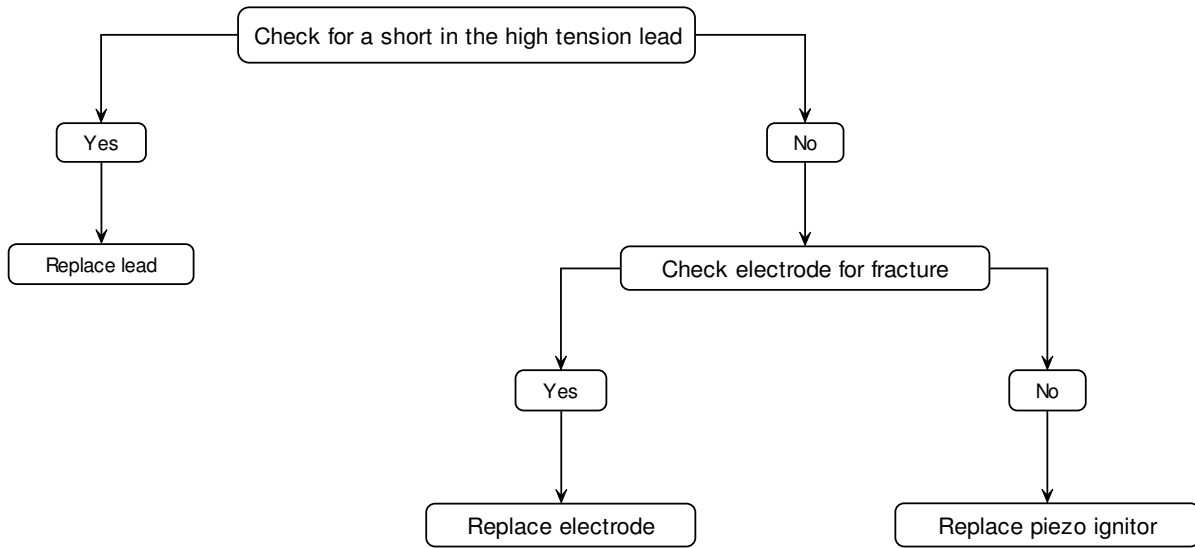 Check for a short in the high tension lead
Yes
No
Replace lead
Check electrode for fracture
Yes
No
Replace electrode
Replace piezo ignitor